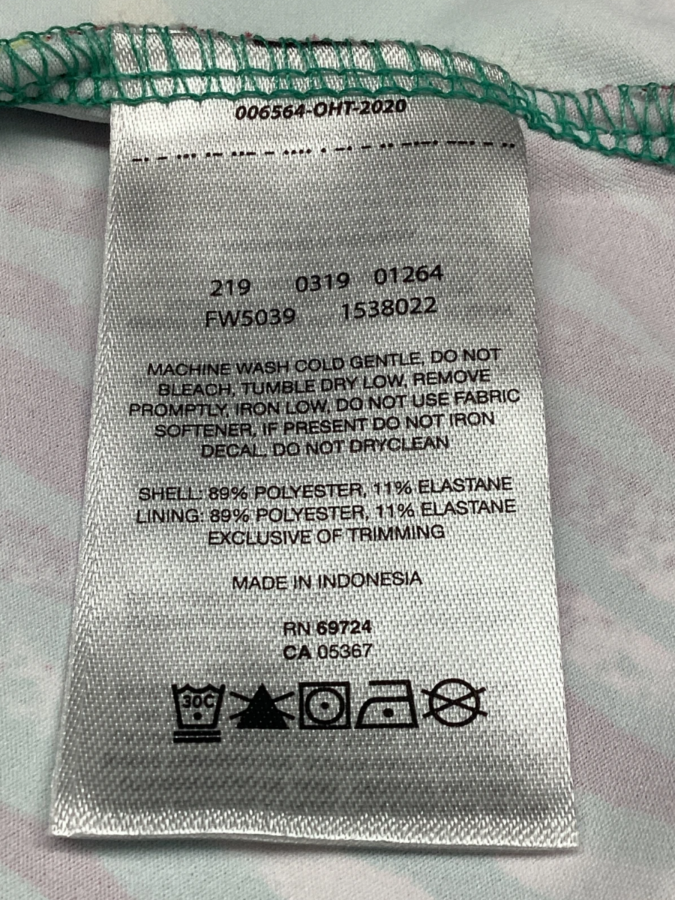 006564-OHT-2020
219 0319 01264
FW5039 1538022
MACHINE WASH COLD GENTLE, DO NOT
BLEACH, TUMBLE DRY LOW, REMOVE
PROMPTLY, IRON LOW, DO NOT USE FABRIC
SOFTENER, IF PRESENT DO NOT IRON
DECAL, DO NOT DRYCLEAN
SHELL: 89% POLYESTER, 11% ELASTANE
LINING: 89% POLYESTER, 11% ELASTANE
EXCLUSIVE OF TRIMMING
MADE IN INDONESIA
RN 69724
CA 05367
30C